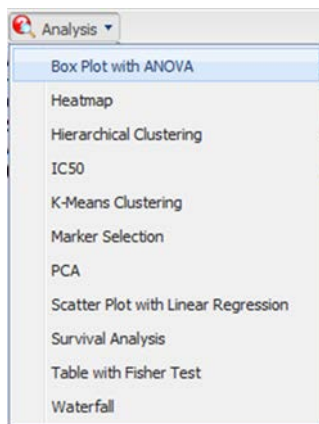 Analysis
Box Plot with ANOVA
Heatmap
Hierarchical Clustering
IC50
K-Means Clustering
Marker Selection
PCA
Scatter Plot with Linear Regression
Survival Analysis
Table with Fisher Test
Waterfall